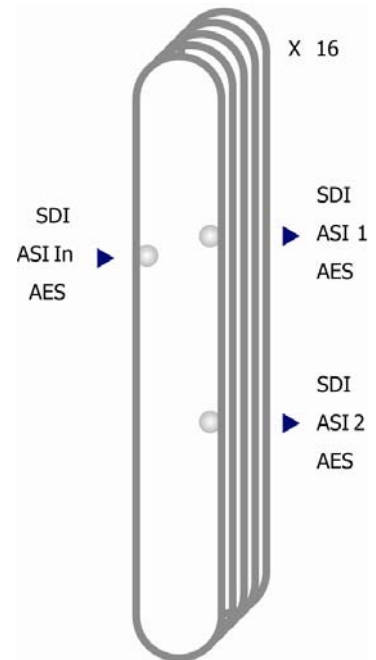 X 16
SDI
ASI In
AES
SDI
ASI 1
AES
SDI
ASI 2
AES